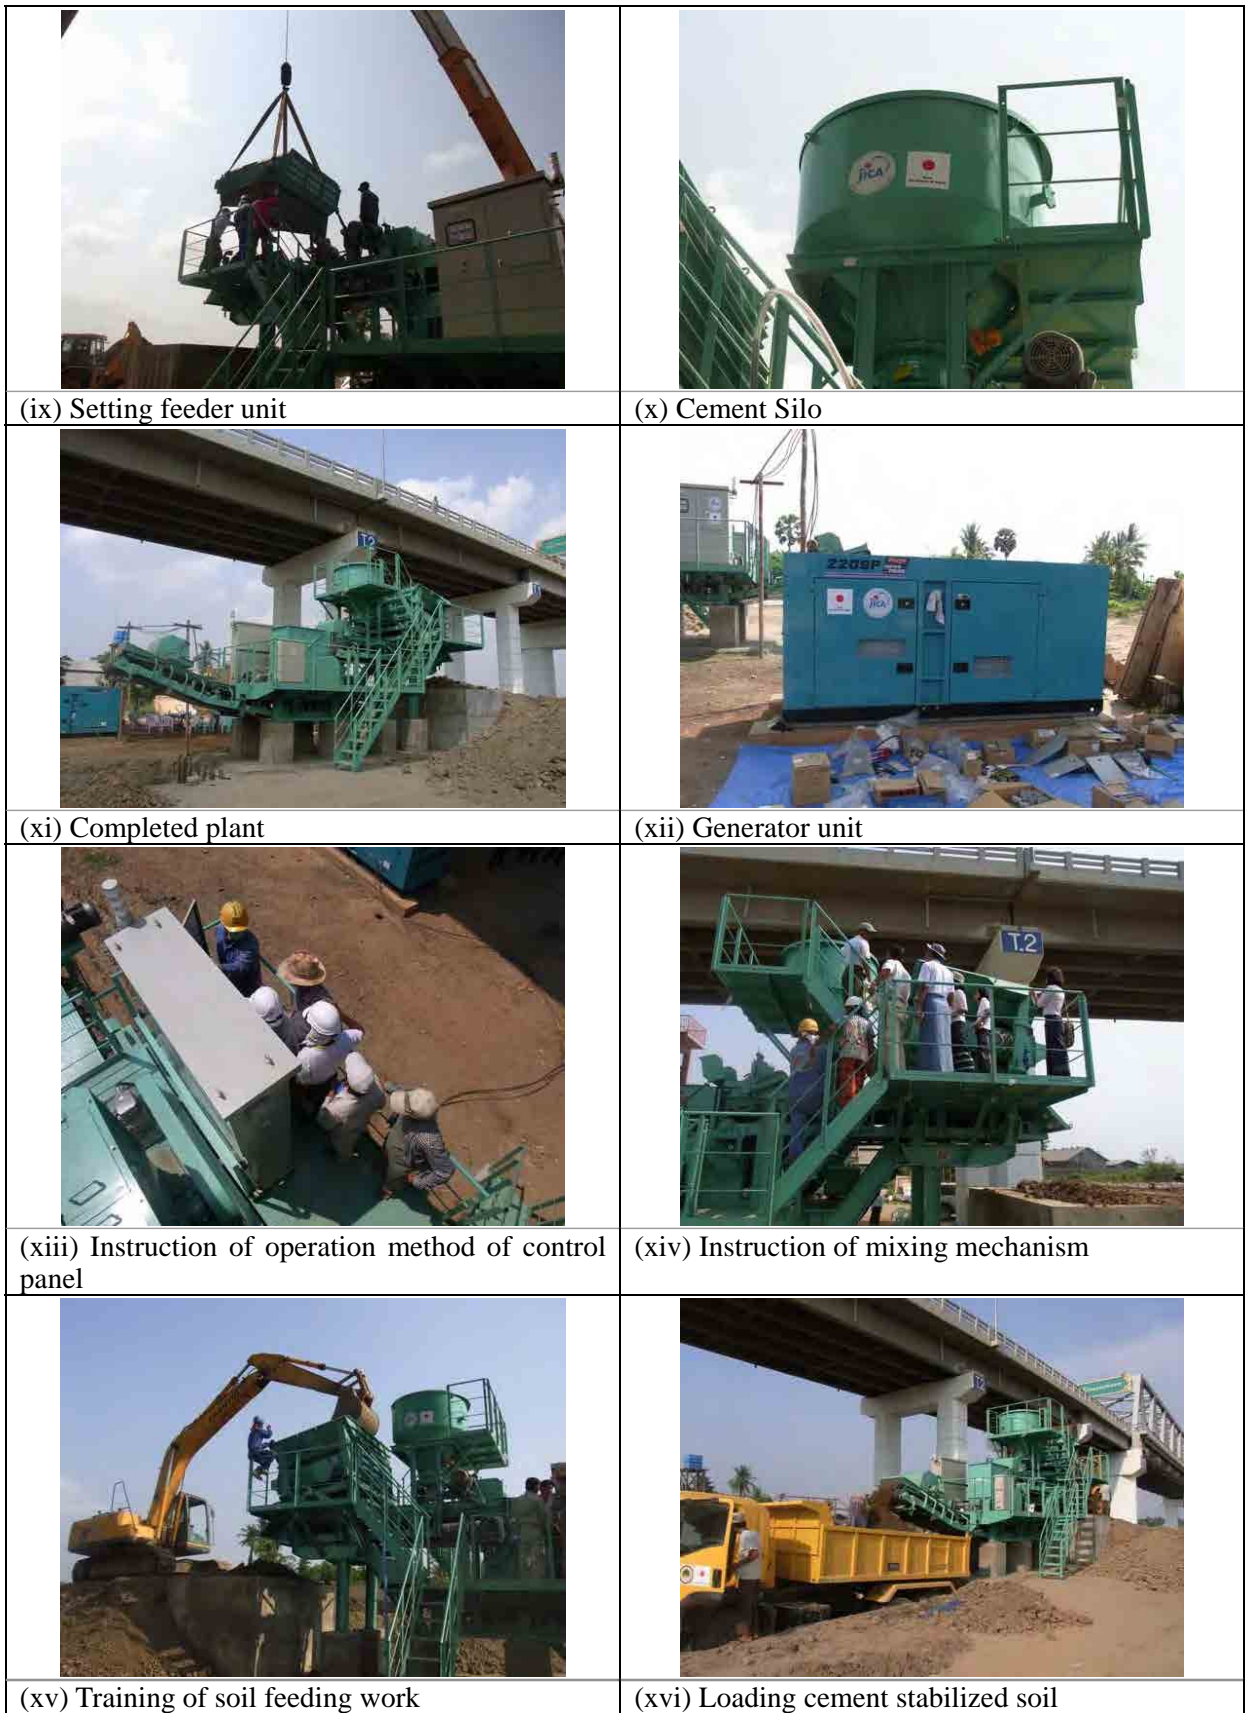 (ix) Setting feeder unit
JICA
(x) Cement Silo
T.2
(xi) Completed plant
220SP
JICA
(xii) Generator unit
(xiii) Instruction of operation method of control
panel
T.2
(xiv) Instruction of mixing mechanism
(xv) Training of soil feeding work
(xvi) Loading cement stabilized soil